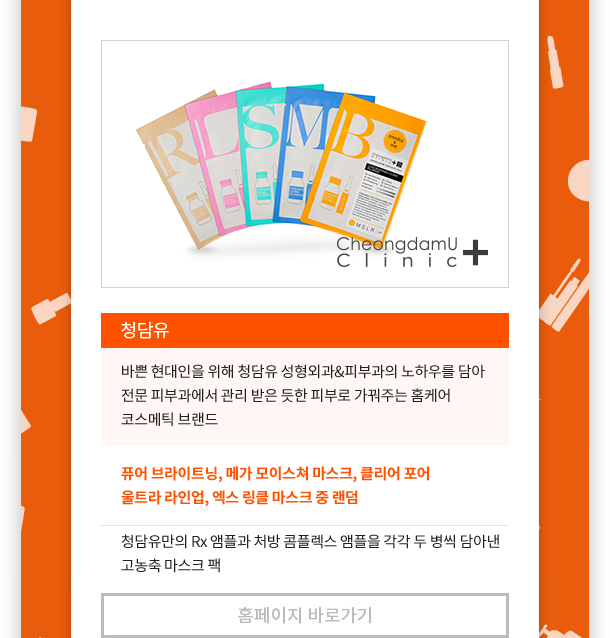 R
L
S
M
B
MSLR
CheongdamU
Clinic
청담유
바쁜 현대인을 위해 청담유 성형외과&피부과의 노하우를 담아
전문 피부과에서 관리 받은 듯한 피부로 가꿔주는 홈케어
코스메틱 브랜드
퓨어 브라이트닝, 메가 모이스쳐 마스크, 클리어 포어
울트라 라인업, 엑스 링클 마스크 중 랜덤
청담유만의 Rx 앰플과 처방 콤플렉스 앰플을 각각 두 병씩 담아낸
고농축 마스크 팩
홈페이지 바로가기